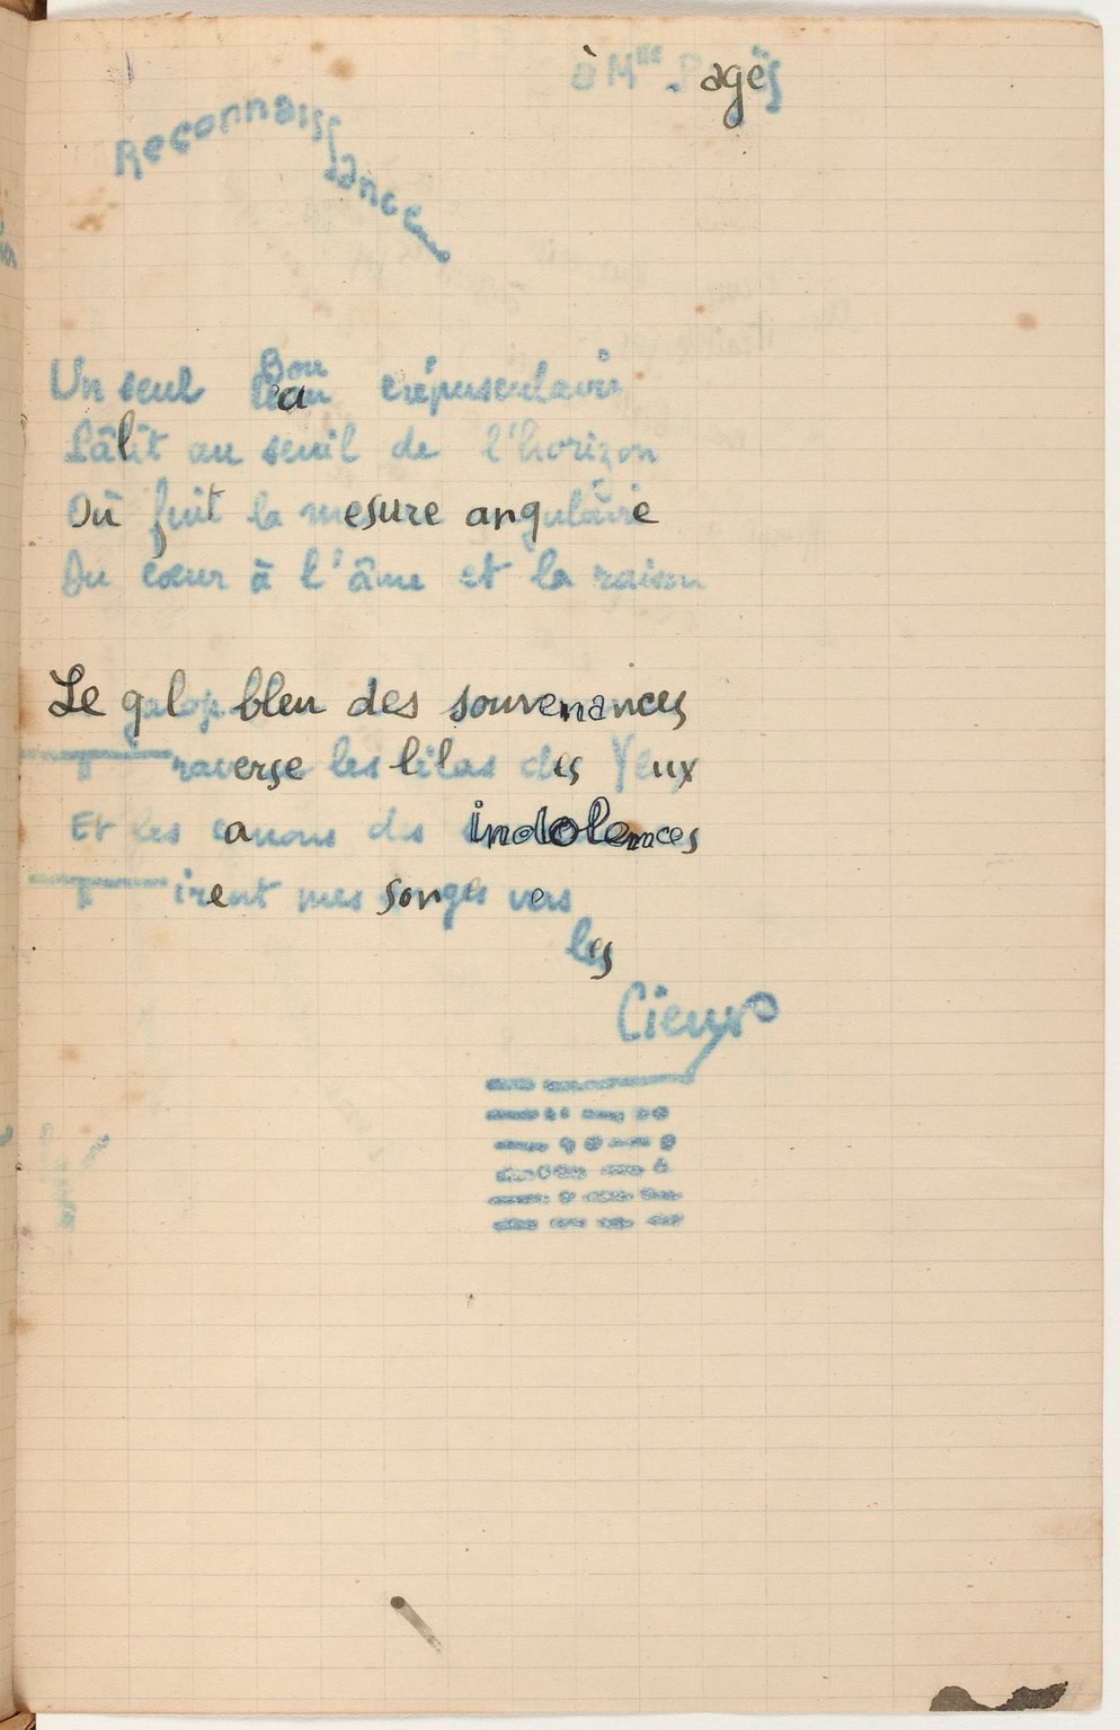 à Mlle Pagès
Reconnaissance
Un seul Bouleau crépusculaire
Pâlit au seuil de l'horizon
Où fuit la mesure angulaire
Du cœur à l'âme et la raison
Le galop bleu des souvenances
Traverse les lilas des Yeux
Et les canons des indolences
Tirent mes songes vers
les
Cieux